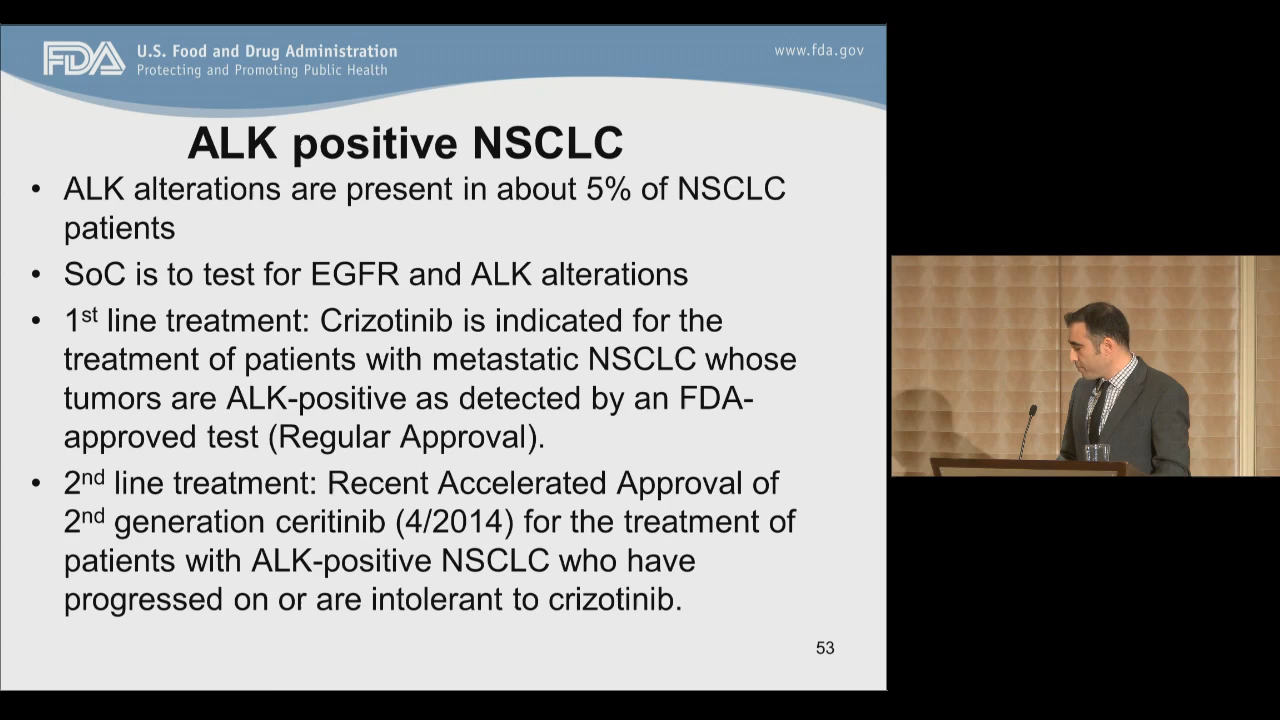 FDA
U.S. Food and Drug Administration
Protecting and Promoting Public Health
www.fda.gov
ALK positive NSCLC
• ALK alterations are present in about 5% of NSCLC
patients
• SoC is to test for EGFR and ALK alterations
• 1st line treatment: Crizotinib is indicated for the
treatment of patients with metastatic NSCLC whose
tumors are ALK-positive as detected by an FDA-
approved test (Regular Approval).
• 2nd line treatment: Recent Accelerated Approval of
2nd generation ceritinib (4/2014) for the treatment of
patients with ALK-positive NSCLC who have
progressed on or are intolerant to crizotinib.
53